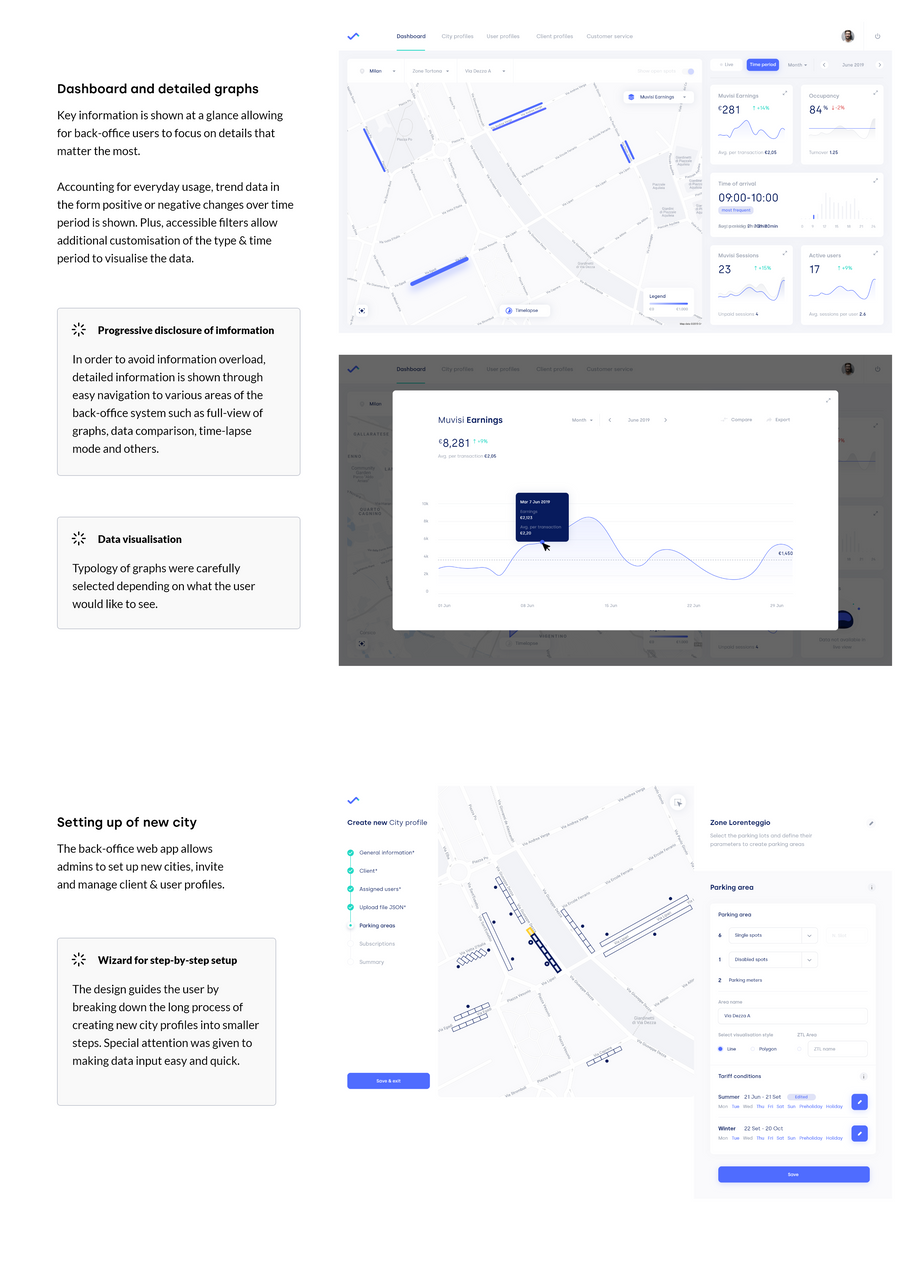 Dashboard and detailed graphs
Key information is shown at a glance allowing
for back-office users to focus on details that
matter the most.
Accounting for everyday usage, trend data in
the form positive or negative changes over time
period is shown. Plus, accessible filters allow
additional customisation of the type & time
period to visualise the data.
Progressive disclosure of imformation
In order to avoid information overload,
detailed information is shown through
easy navigation to various areas of the
back-office system such as full-view of
graphs, data comparison, time-lapse
mode and others.
Data visualisation
Typology of graphs were carefully
selected depending on what the user
would like to see.
Dashboard City profiles User profiles Client profiles Customer service
Milan Zone Tortona Via Dezza A
Muvisi Earnings
Legend
Timelapse
Live Time period Month June 2019
Muvisi Earnings
€281 ↑ +14%
Avg. per transaction €2,05
Occupancy
84% ↓ -2%
Turnover 1.25
Time of arrival
09:00-10:00
Most frequent
Muvisi Sessions
23 ↑ +15%
Unpaid sessions 4
Active users
17 ↑ +9%
Avg. sessions per user 2.6
Dashboard City profiles User profiles Client profiles Customer service
Milan
Muvisi Earnings
Month June 2019 Compare Export
€8,281 ↑ +9%
Avg. per transaction €2,05
Mar 7 Jun 2019
Earnings
€2,123
Avg. per transaction
€2,20
10k
8k
6k
4k
2k
0
€1,450
01 Jun 08 Jun 15 Jun 22 Jun 29 Jun
Setting up of new city
The back-office web app allows
admins to set up new cities, invite
and manage client & user profiles.
Wizard for step-by-step setup
The design guides the user by
breaking down the long process of
creating new city profiles into smaller
steps. Special attention was given to
making data input easy and quick.
Create new City profile
General information*
Client*
Assigned users*
Upload file JSON*
Parking areas
Subscriptions
Summary
Save & exit
Zone Lorenteggio
Select the parking lots and define their
parameters to create parking areas
Parking area
Parking area
6 Single spots
1 Disabled spots
2 Parking meters
Area name
Via Dezza A
Select visualisation style ZTL Area
Line Polygon ZTL name
Tariff conditions
Summer 21 Jun - 21 Set Edited
Mon Tue Wed Thu Fri Sat Sun Preholiday Holiday
Winter 22 Set - 20 Oct
Mon Tue Wed Thu Fri Sat Sun Preholiday Holiday
Save